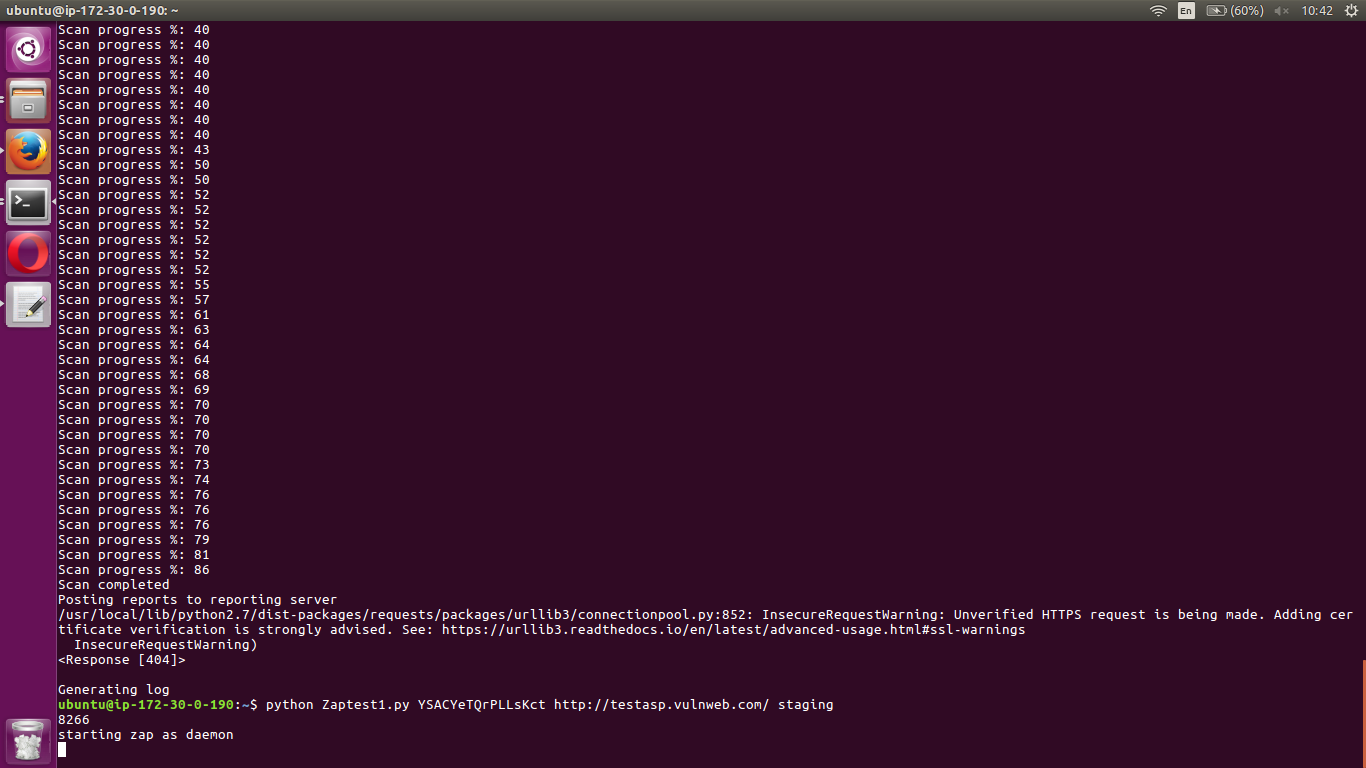 ubuntu@ip-172-30-0-190: ~
En
(60%)
10:42
Scan progress %: 40
Scan progress %: 40
Scan progress %: 40
Scan progress %: 40
Scan progress %: 40
Scan progress %: 40
Scan progress %: 40
Scan progress %: 40
Scan progress %: 43
Scan progress %: 50
Scan progress %: 50
Scan progress %: 52
Scan progress %: 52
Scan progress %: 52
Scan progress %: 52
Scan progress %: 52
Scan progress %: 52
Scan progress %: 55
Scan progress %: 57
Scan progress %: 61
Scan progress %: 63
Scan progress %: 64
Scan progress %: 64
Scan progress %: 68
Scan progress %: 69
Scan progress %: 70
Scan progress %: 70
Scan progress %: 70
Scan progress %: 70
Scan progress %: 73
Scan progress %: 74
Scan progress %: 76
Scan progress %: 76
Scan progress %: 76
Scan progress %: 79
Scan progress %: 81
Scan progress %: 86
Scan completed
Posting reports to reporting server
/usr/local/lib/python2.7/dist-packages/requests/packages/urllib3/connectionpool.py:852: InsecureRequestWarning: Unverified HTTPS request is being made. Adding cer
tificate verification is strongly advised. See: https://urllib3.readthedocs.io/en/latest/advanced-usage.html#ssl-warnings
  InsecureRequestWarning)
<Response [404]>
Generating log
ubuntu@ip-172-30-0-190:~$ python Zaptest1.py YSACYeTQrPLLsKct http://testasp.vulnweb.com/ staging
8266
starting zap as daemon